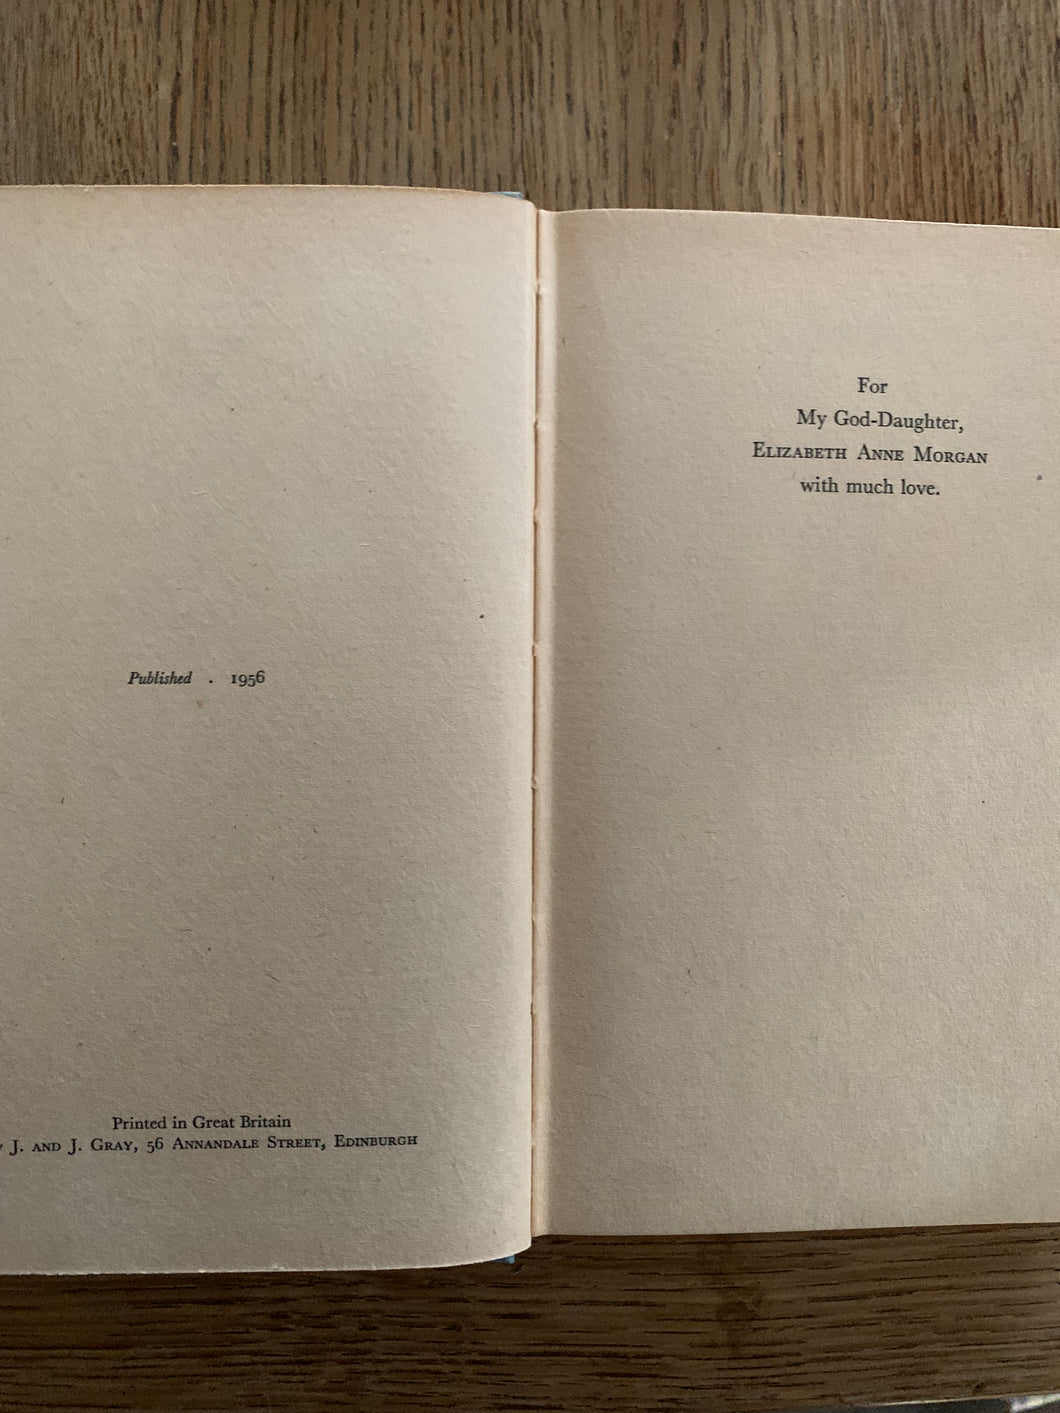 Published . 1956
Printed in Great Britain
J. AND J. GRAY, 56 ANNANDALE STREET, EDINBURGH
For
My God-Daughter,
ELIZABETH ANNE MORGAN
with much love.